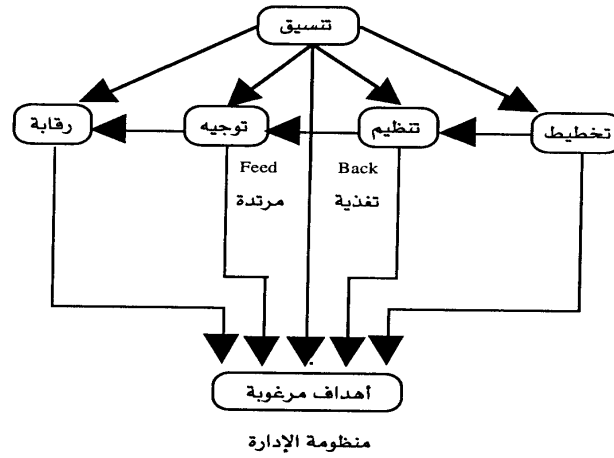 تنسيق
تخطيط
تنظيم
توجيه
رقابة
Feed Back
تغذية مرتدة
أهداف مرغوبة
منظومة الإدارة